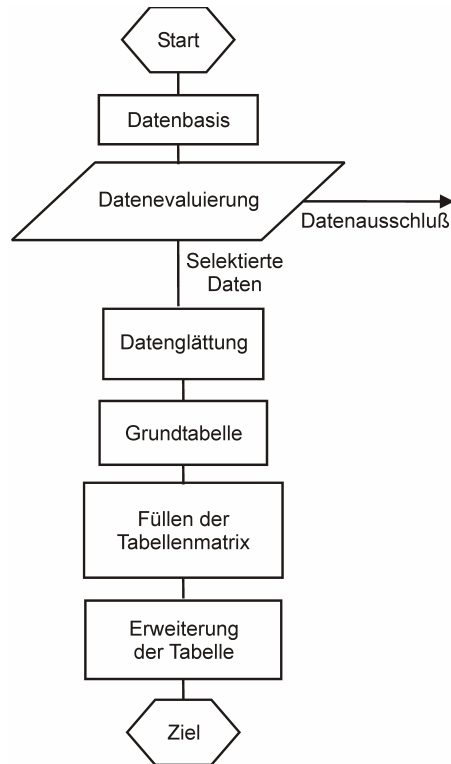 Start
Datenbasis
Datenevaluierung
Datenausschluß
Selektierte
Daten
Datenglättung
Grundtabelle
Füllen der
Tabellenmatrix
Erweiterung
der Tabelle
Ziel